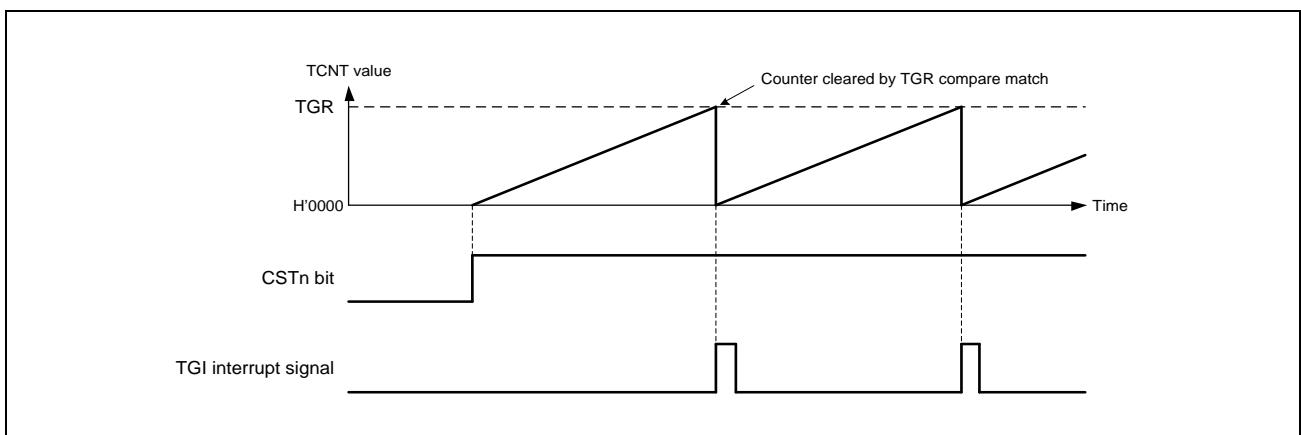 TCNT value
Counter cleared by TGR compare match
TGR
H'0000
Time
CSTn bit
TGI interrupt signal